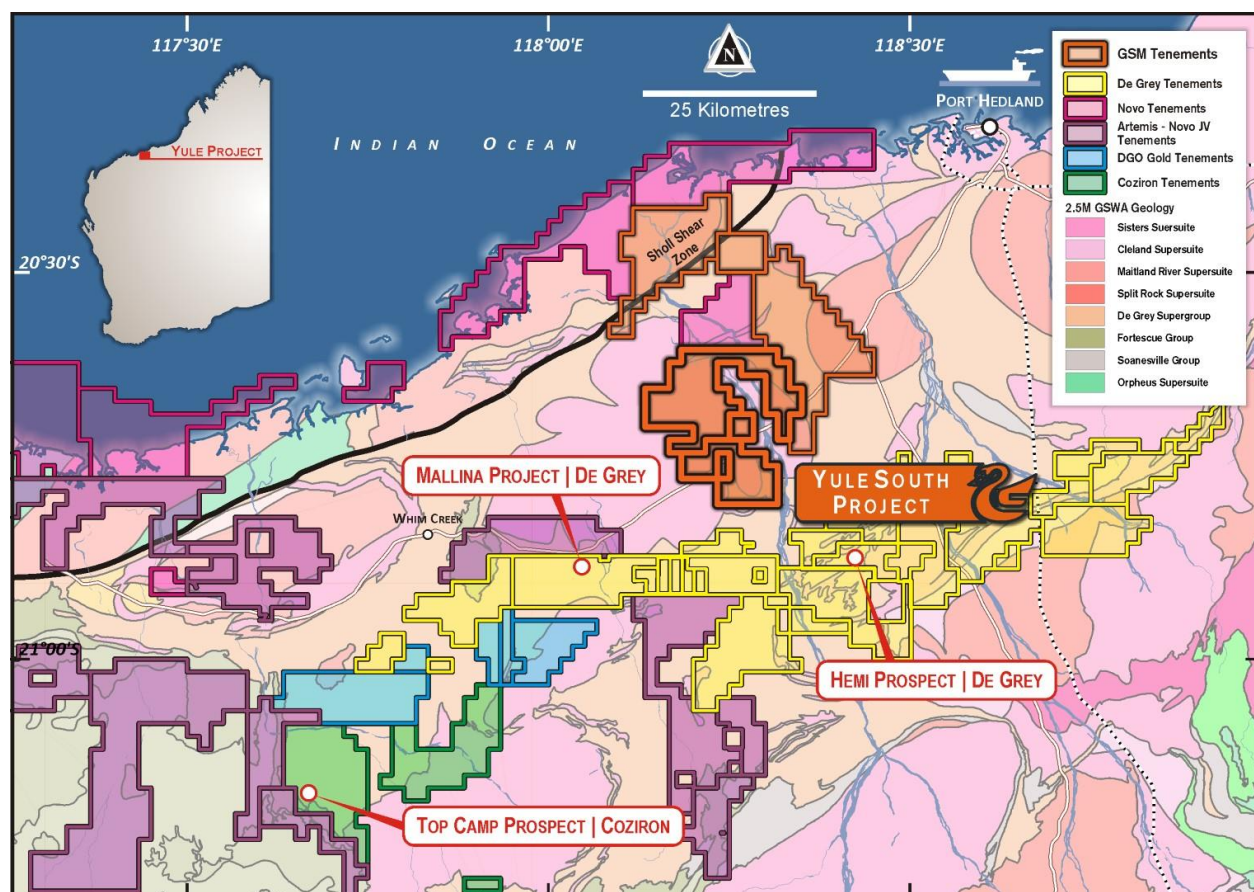 117°30'E
118°00'E
118°30'E
N
25 Kilometres
PORT HEDLAND
INDIAN OCEAN
YULE PROJECT
GSM Tenements
De Grey Tenements
Novo Tenements
Artemis - Novo JV
Tenements
DGO Gold Tenements
Coziron Tenements
2.5M GSWA Geology
Sisters Suersuite
Cleland Supersuite
Maitland River Supersuite
Split Rock Supersuite
De Grey Supergroup
Fortescue Group
Soanesville Group
Orpheus Supersuite
Sholl Shear
Zone
20°30'S
MALLINA PROJECT | DE GREY
YULE SOUTH
PROJECT
WHIM CREEK
21°00'S
HEMI PROSPECT | DE GREY
TOP CAMP PROSPECT | COZIRON